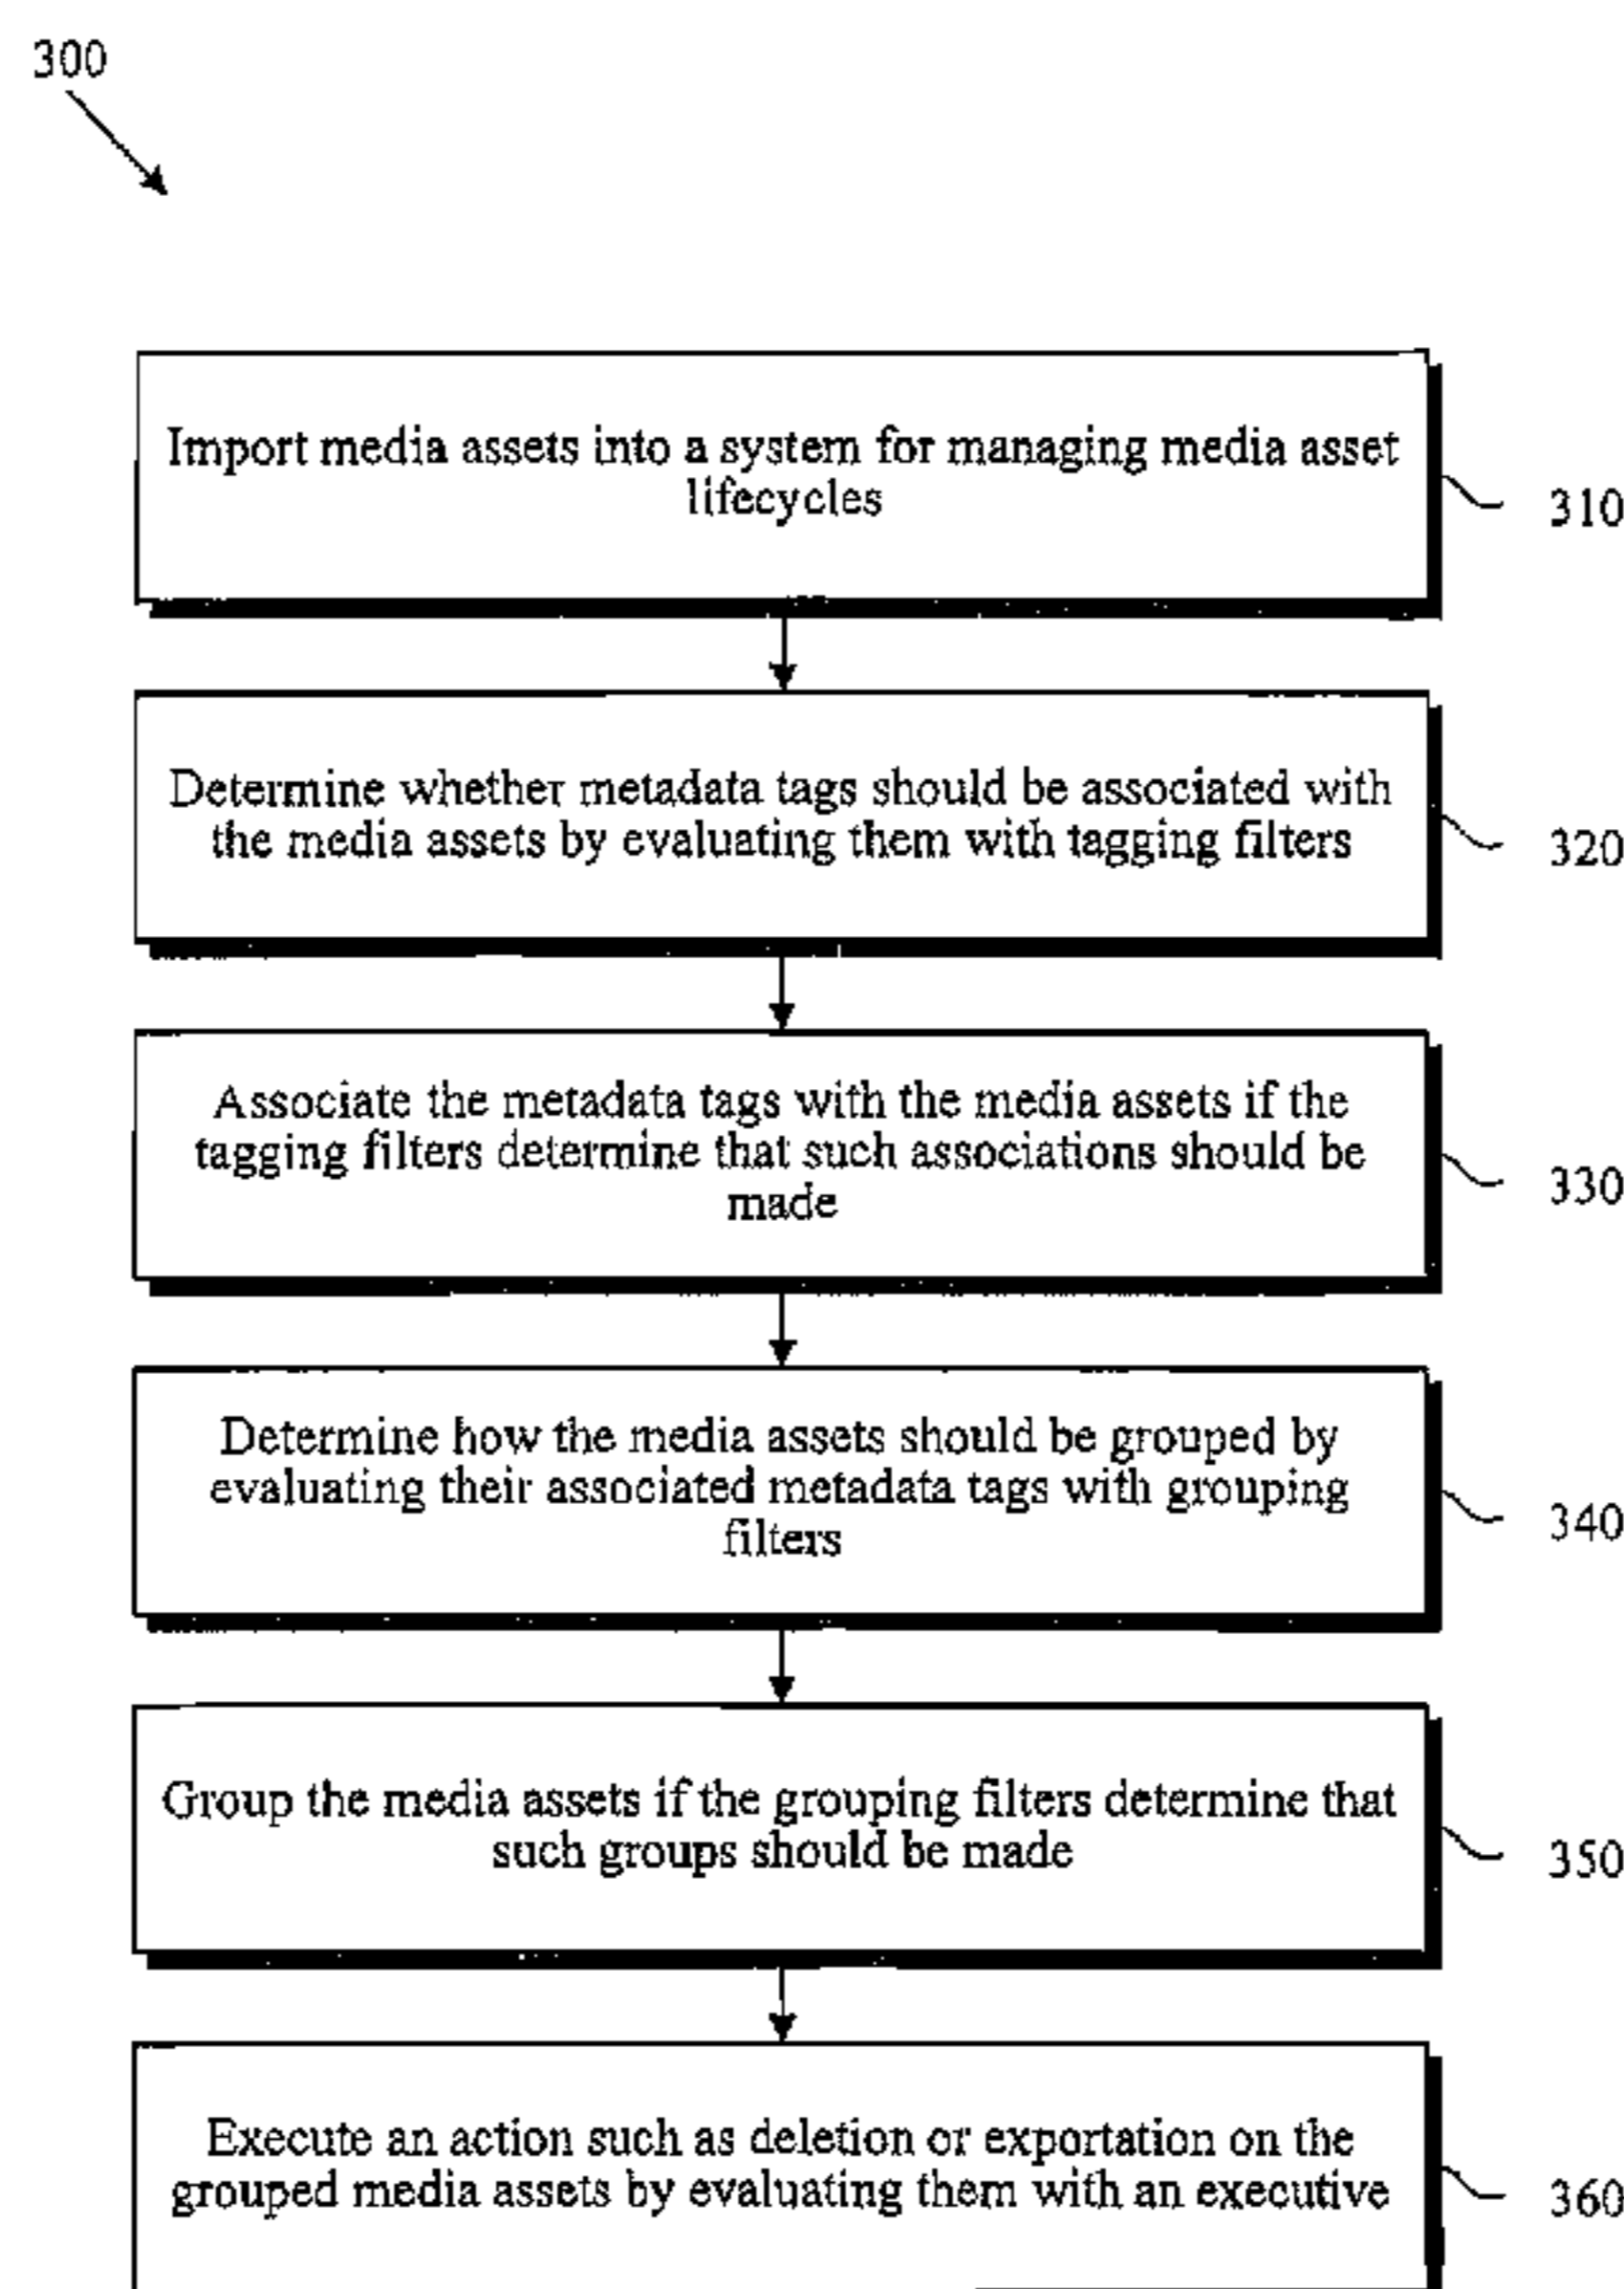 300
Import media assets into a system for managing media asset
lifecycles
310
Determine whether metadata tags should be associated with
the media assets by evaluating them with tagging filters
320
Associate the metadata tags with the media assets if the
tagging filters determine that such associations should be
made
330
Determine how the media assets should be grouped by
evaluating their associated metadata tags with grouping
filters
340
Group the media assets if the grouping filters determine that
such groups should be made
350
Execute an action such as deletion or exportation on the
grouped media assets by evaluating them with an executive
360